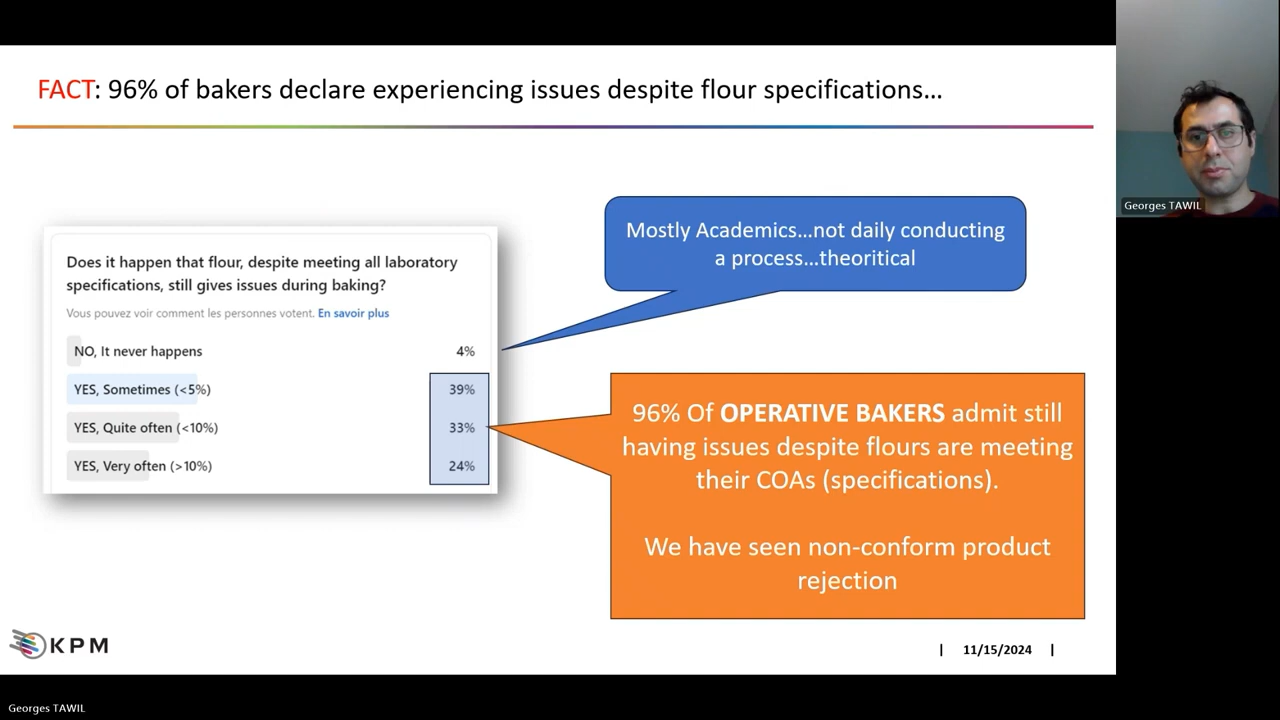 FACT: 96% of bakers declare experiencing issues despite flour specifications...
Georges TAWIL
Mostly Academics...not daily conducting
a process...theoritical
Does it happen that flour, despite meeting all laboratory
specifications, still gives issues during baking?
Vous pouvez voir comment les personnes votent. En savoir plus
NO, It never happens 4%
YES, Sometimes (<5%) 39%
YES, Quite often (<10%) 33%
YES, Very often (>10%) 24%
96% Of OPERATIVE BAKERS admit still
having issues despite flours are meeting
their COAs (specifications).
We have seen non-conform product
rejection
KPM
| 11/15/2024 |
Georges TAWIL